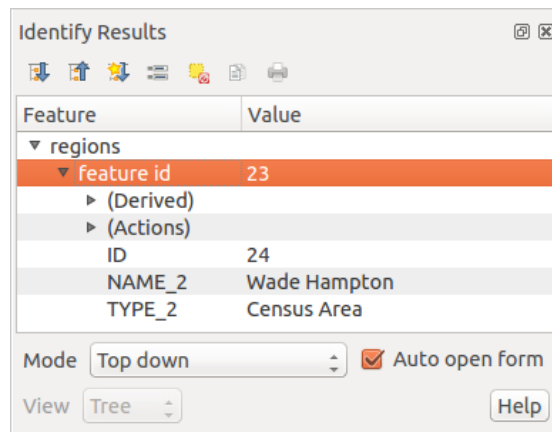 Identify Results
Feature Value
regions
feature id 23
(Derived)
(Actions)
ID 24
NAME_2 Wade Hampton
TYPE_2 Census Area
Mode Top down Auto open form
View Tree Help